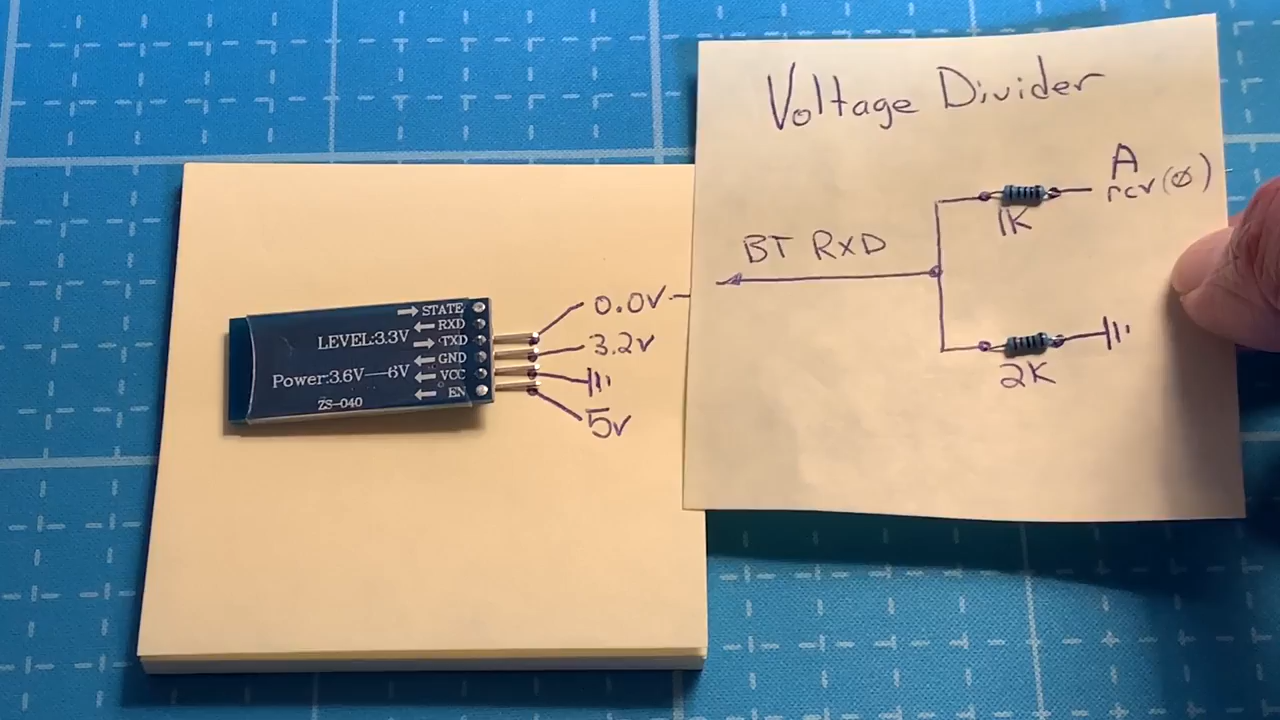 Voltage Divider
A
rcv(0)
1K
BT RXD
2K
STATE
RXD
LEVEL:3.3V
TXD
GND
Power:3.6V—6V
VCC
EN
ZS-040
0.0V
3.2V
5V